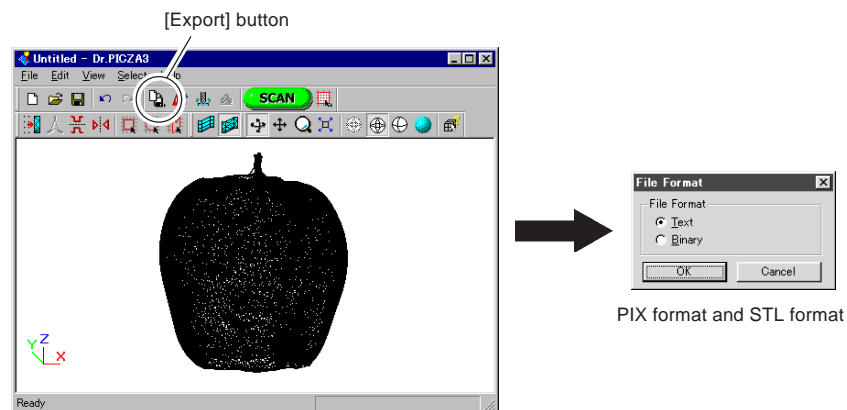 [Export] button
Untitled - Dr.PICZA3
File Edit View Select
SCAN
Z
Y
X
Ready
File Format
File Format
Text
Binary
OK Cancel
PIX format and STL format